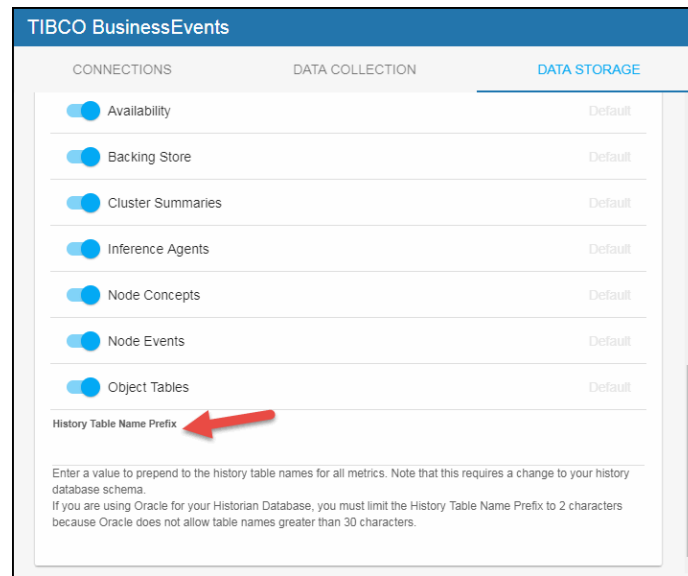 TIBCO BusinessEvents
CONNECTIONS DATA COLLECTION DATA STORAGE
Availability Default
Backing Store Default
Cluster Summaries Default
Inference Agents Default
Node Concepts Default
Node Events Default
Object Tables Default
History Table Name Prefix
Enter a value to prepend to the history table names for all metrics. Note that this requires a change to your history
database schema.
If you are using Oracle for your Historian Database, you must limit the History Table Name Prefix to 2 characters
because Oracle does not allow table names greater than 30 characters.